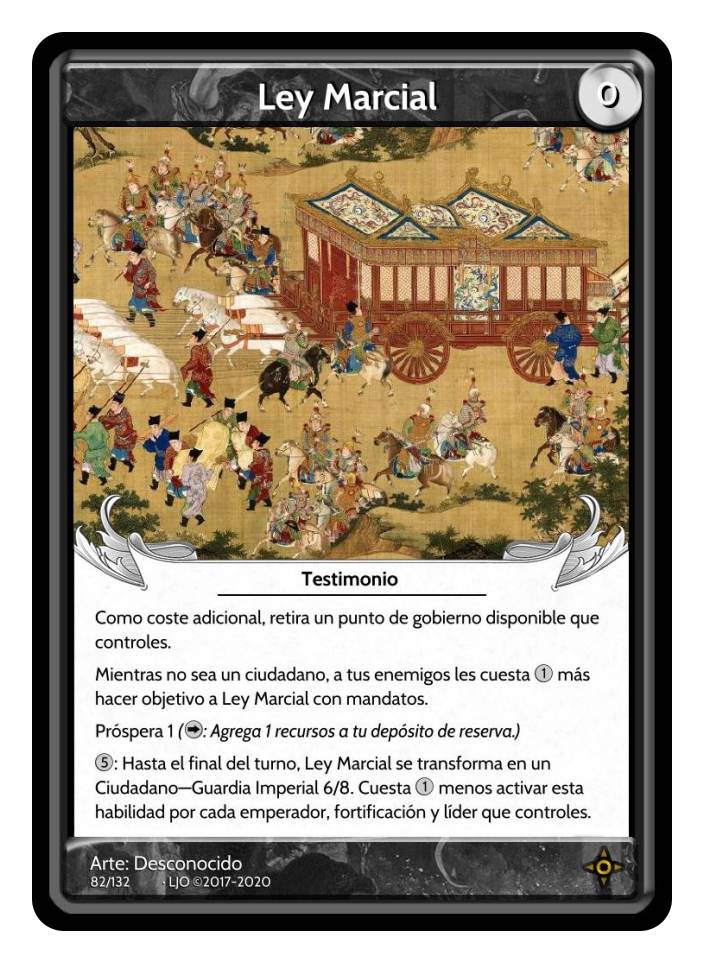 Ley Marcial
0
Testimonio
Como coste adicional, retira un punto de gobierno disponible que
controles.
Mientras no sea un ciudadano, a tus enemigos les cuesta 1 más
hacer objetivo a Ley Marcial con mandatos.
Próspera 1 (➡: Agrega 1 recursos a tu depósito de reserva.)
5: Hasta el final del turno, Ley Marcial se transforma en un
Ciudadano—Guardia Imperial 6/8. Cuesta 1 menos activar esta
habilidad por cada emperador, fortificación y líder que controles.
Arte: Desconocido
82/132 · LJO ©2017-2020